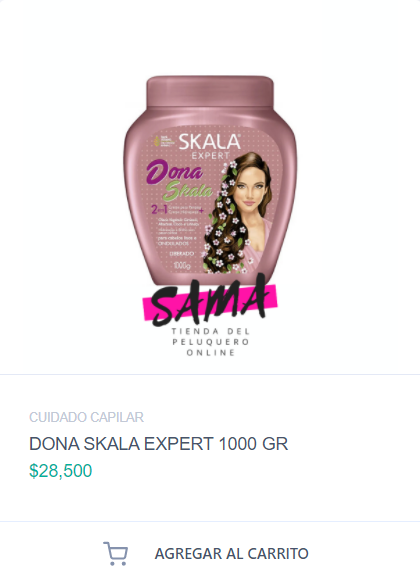 SKALA
EXPERT
Dona
Skala
2 em 1
LIBERADO
1000g
SAMA
TIENDA DEL
PELUQUERO
ONLINE
CUIDADO CAPILAR
DONA SKALA EXPERT 1000 GR
$28,500
AGREGAR AL CARRITO